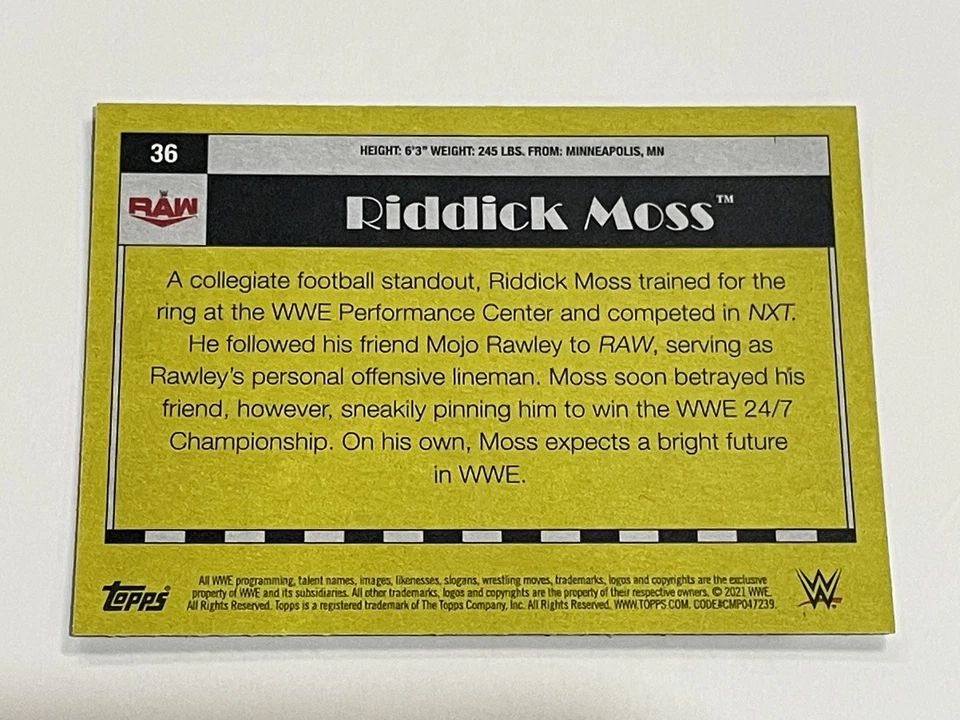 36
HEIGHT: 6'3" WEIGHT: 245 LBS. FROM: MINNEAPOLIS, MN
RAW
Riddick Moss™
A collegiate football standout, Riddick Moss trained for the
ring at the WWE Performance Center and competed in NXT.
He followed his friend Mojo Rawley to RAW, serving as
Rawley's personal offensive lineman. Moss soon betrayed his
friend, however, sneakily pinning him to win the WWE 24/7
Championship. On his own, Moss expects a bright future
in WWE.
Topps
All WWE programming, talent names, images, likenesses, slogans, wrestling moves, trademarks, logos and copyrights are the exclusive
property of WWE and its subsidiaries. All other trademarks, logos and copyrights are the property of their respective owners. © 2021 WWE.
All Rights Reserved. Topps is a registered trademark of The Topps Company, Inc. All Rights Reserved. WWW.TOPPS.COM. CODE#CMP047239.
W